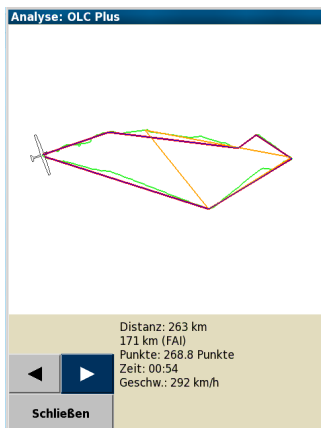 Analyse: OLC Plus
Distanz: 263 km
171 km (FAI)
Punkte: 268.8 Punkte
Zeit: 00:54
Geschw.: 292 km/h
Schließen